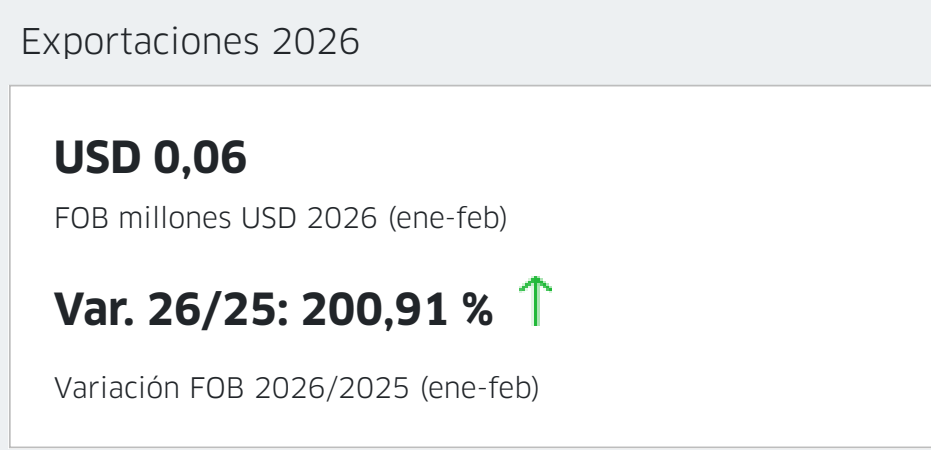 Exportaciones 2026
USD 0,06
FOB millones USD 2026 (ene-feb)
Var. 26/25: 200,91 % ↑
Variación FOB 2026/2025 (ene-feb)